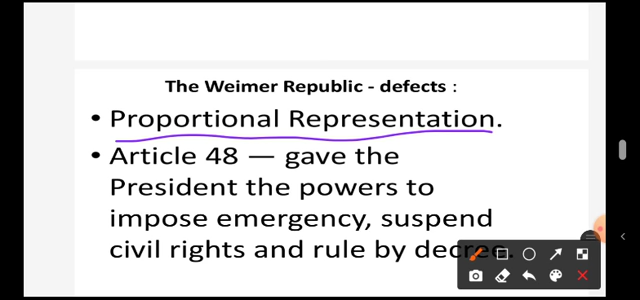 The Weimer Republic - defects :
• Proportional Representation.
• Article 48 — gave the
President the powers to
impose emergency, suspend
civil rights and rule by decree.